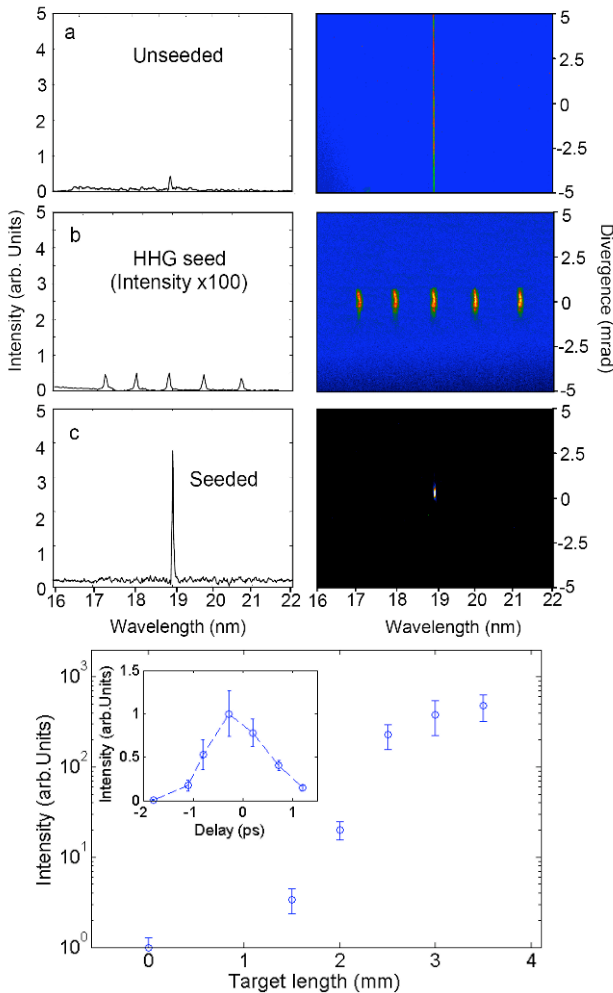 a
Unseeded
5
4
3
2
1
0
5
2.5
0
-2.5
-5
b
HHG seed
(Intensity x100)
5
4
3
2
1
0
5
2.5
0
-2.5
-5
Intensity (arb. Units)
Divergence (mrad)
c
Seeded
5
4
3
2
1
0
5
2.5
0
-2.5
-5
16 17 18 19 20 21 22
16 17 18 19 20 21 22
Wavelength (nm)
Wavelength (nm)
Intensity (arb.Units)
10³
10²
10¹
10⁰
Intensity (arb.Units)
1.5
1
0.5
0
-2 -1 0 1
Delay (ps)
0 1 2 3 4
Target length (mm)